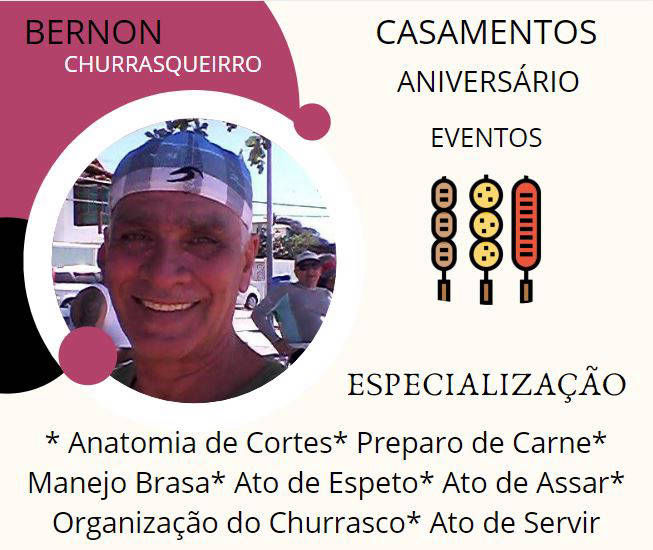 BERNON
CHURRASQUEIRRO
CASAMENTOS
ANIVERSÁRIO
EVENTOS
ESPECIALIZAÇÃO
* Anatomia de Cortes* Preparo de Carne*
Manejo Brasa* Ato de Espeto* Ato de Assar*
Organização do Churrasco* Ato de Servir